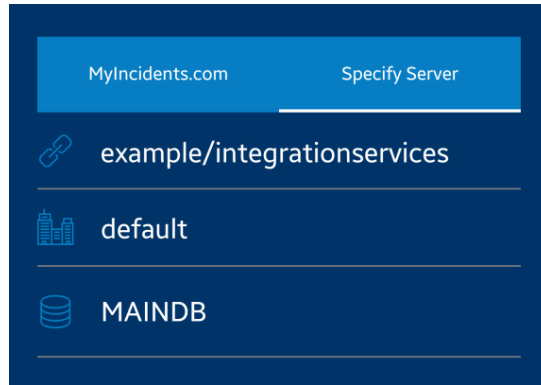 MyIncidents.com Specify Server
example/integrationservices
default
MAINDB